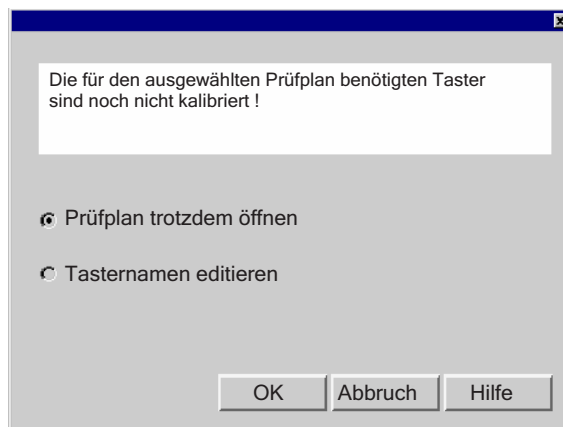 Die für den ausgewählten Prüfplan benötigten Taster
sind noch nicht kalibriert !
Prüfplan trotzdem öffnen
Tasternamen editieren
OK Abbruch Hilfe